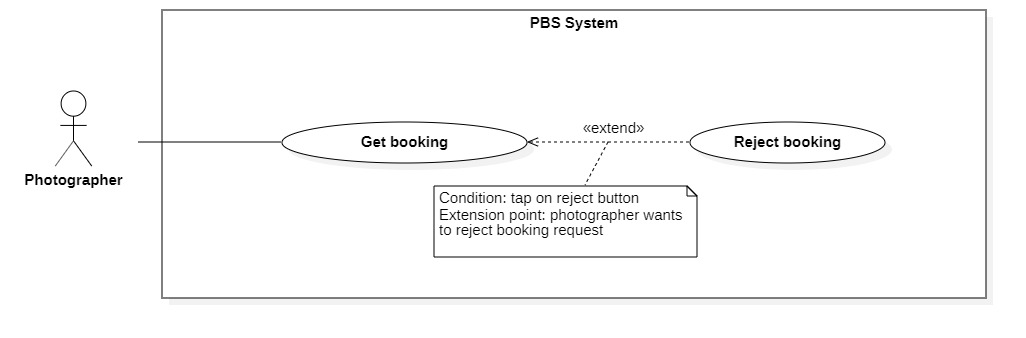 PBS System
Photographer
Get booking
«extend»
Reject booking
Condition: tap on reject button
Extension point: photographer wants
to reject booking request